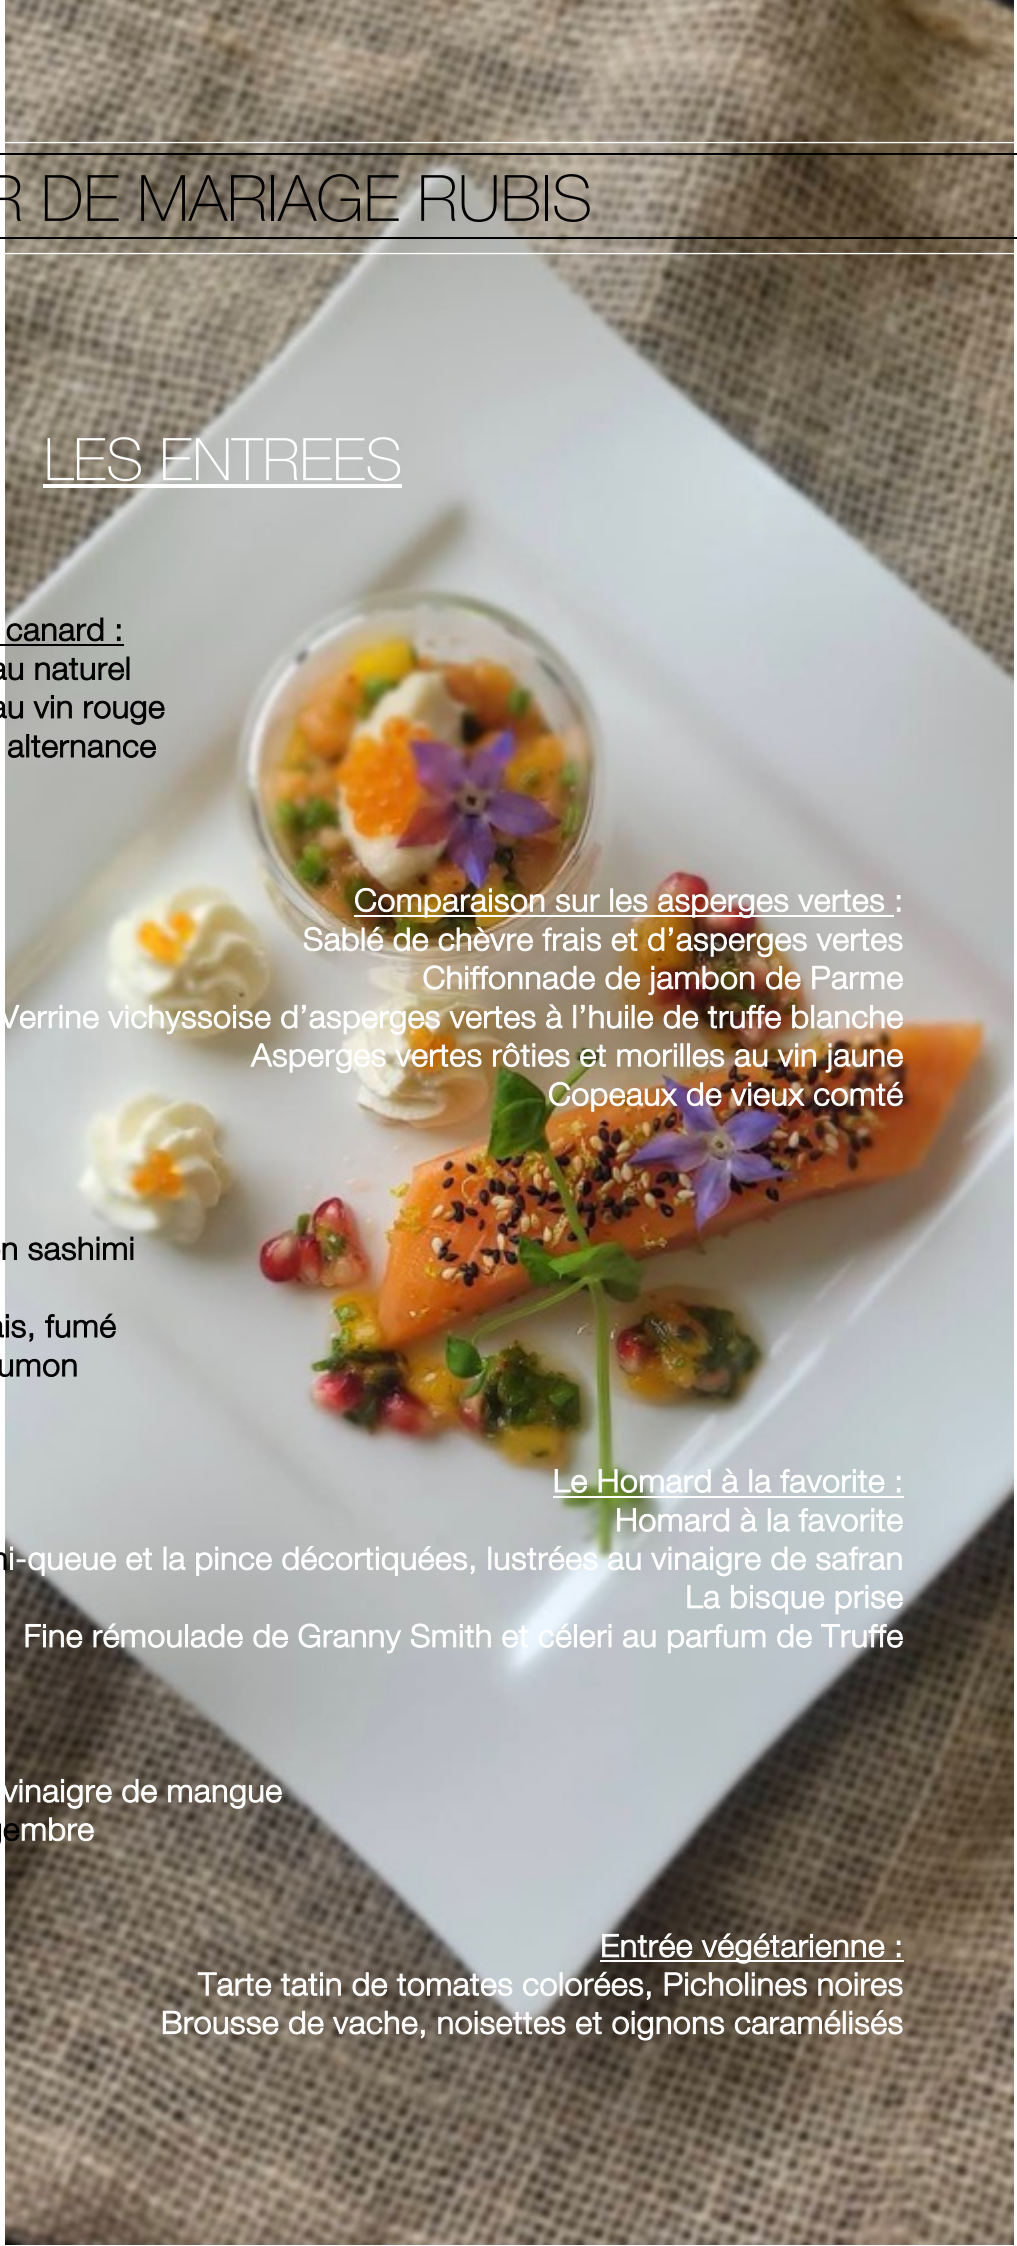 R DE MARIAGE RUBIS
LES ENTREES
canard :
au naturel
au vin rouge
alternance
Comparaison sur les asperges vertes :
Sablé de chèvre frais et d’asperges vertes
Chiffonnade de jambon de Parme
Verrine vichyssoise d’asperges vertes à l’huile de truffe blanche
Asperges vertes rôties et morilles au vin jaune
Copeaux de vieux comté
n sashimi
is, fumé
umon
Le Homard à la favorite :
Homard à la favorite
i-queue et la pince décortiquées, lustrées au vinaigre de safran
La bisque prise
Fine rémoulade de Granny Smith et céleri au parfum de Truffe
vinaigre de mangue
gembre
Entrée végétarienne :
Tarte tatin de tomates colorées, Picholines noires
Brousse de vache, noisettes et oignons caramélisés